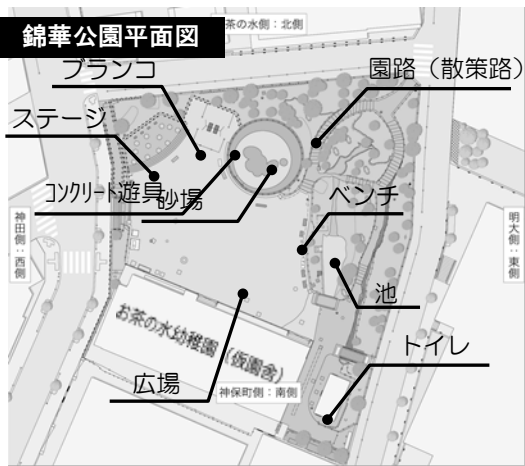 お茶の水側：北側
錦華公園平面図
ブランコ
園路（散策路）
ステージ
コンクリート遊具
砂場
ベンチ
神田側：西側
明大側：東側
池
お茶の水幼稚園（仮園舎）
トイレ
広場
神保町側：南側